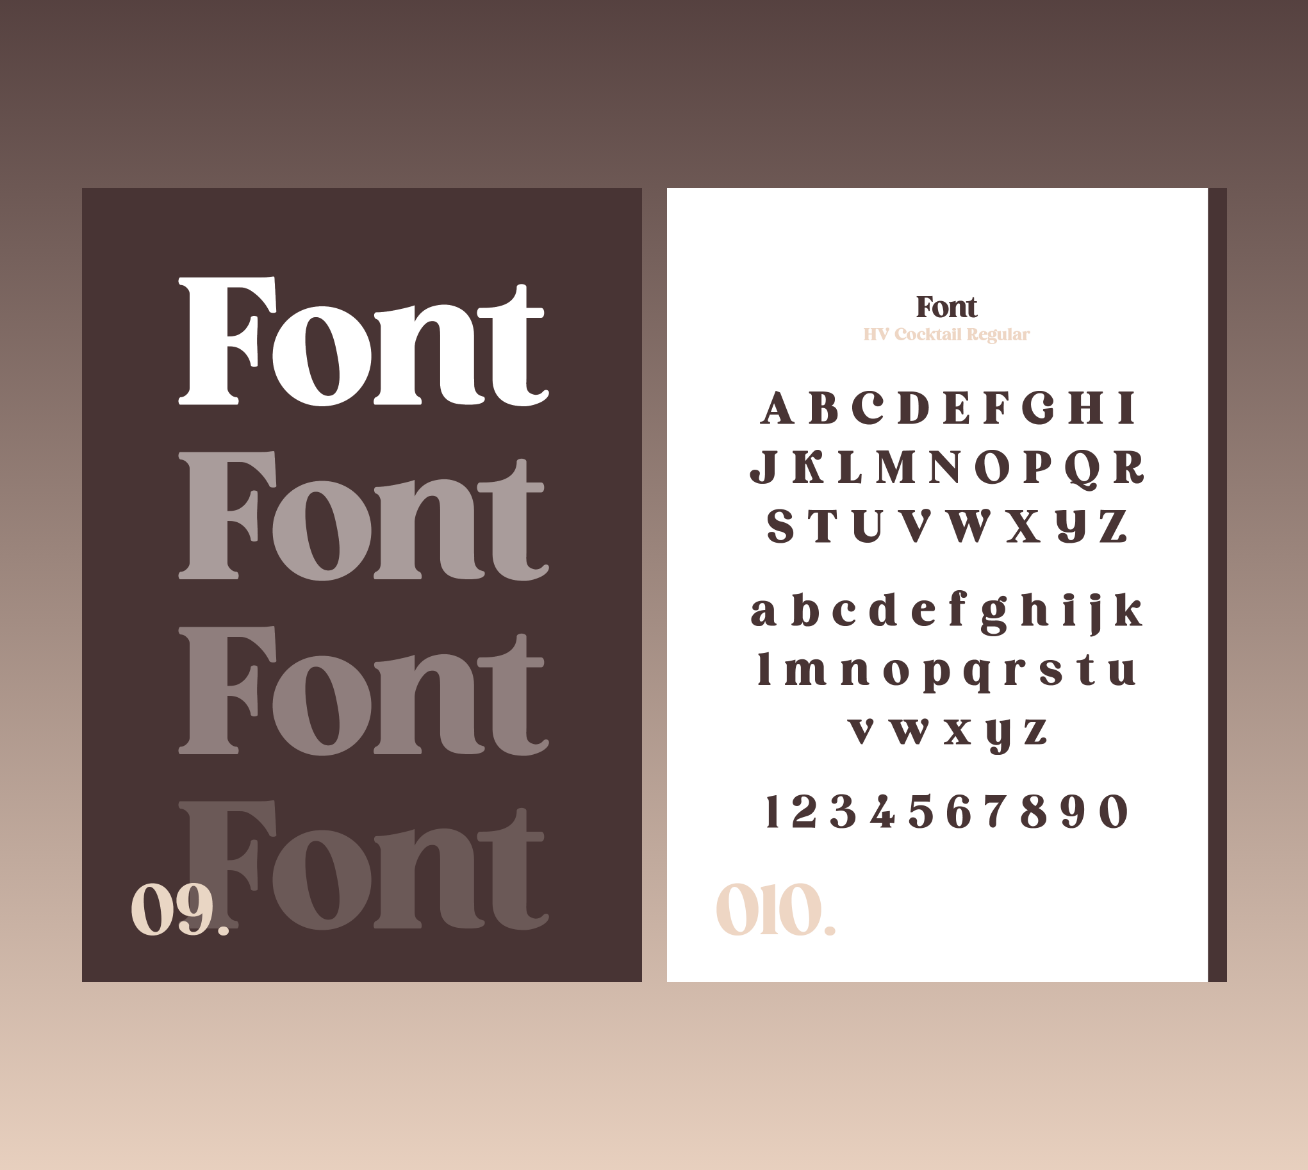 Font
Font
Font
Font
09.
Font
HV Cocktail Regular
A B C D E F G H I
J K L M N O P Q R
S T U V W X Y Z
a b c d e f g h i j k
l m n o p q r s t u
v w x y z
1 2 3 4 5 6 7 8 9 0
010.